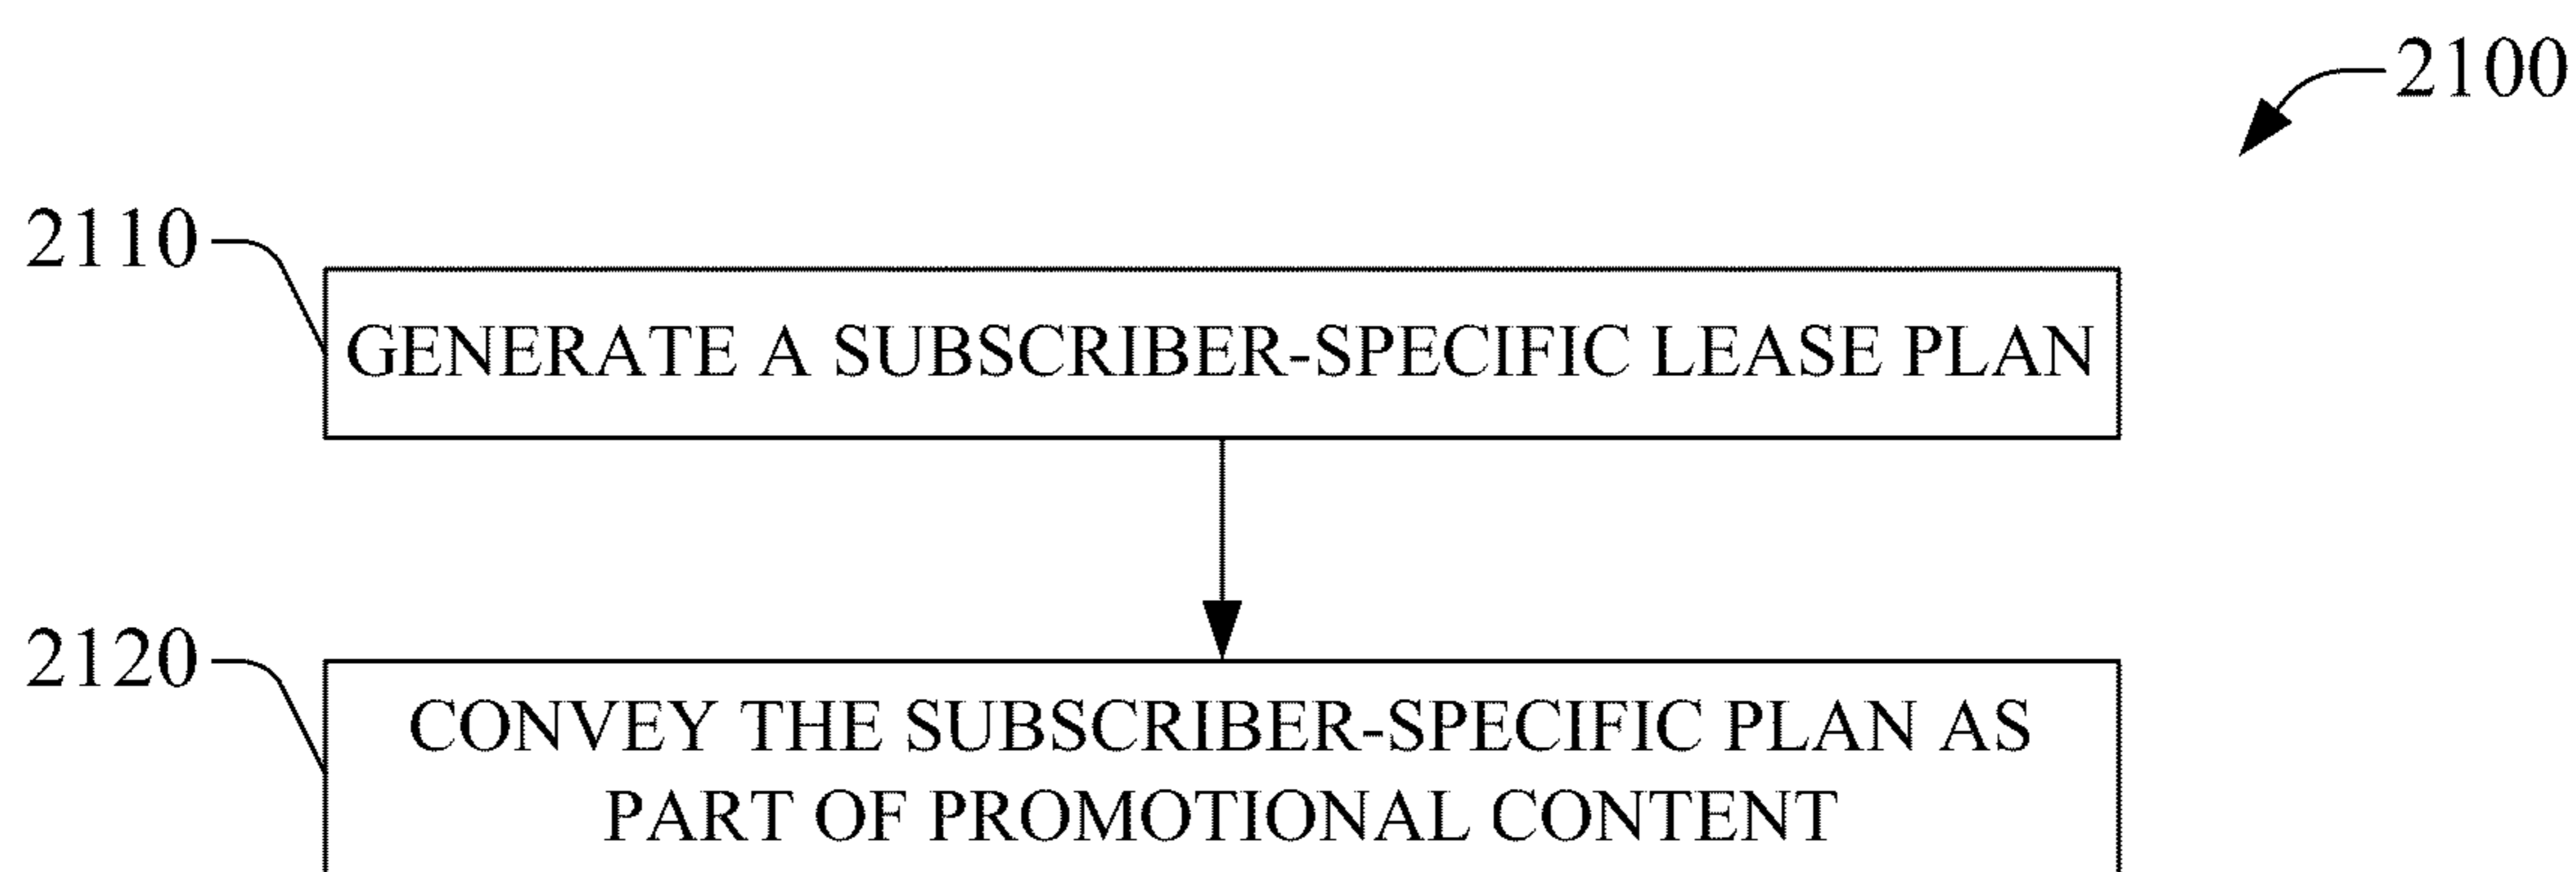 2100
2110
GENERATE A SUBSCRIBER-SPECIFIC LEASE PLAN
2120
CONVEY THE SUBSCRIBER-SPECIFIC PLAN AS
PART OF PROMOTIONAL CONTENT